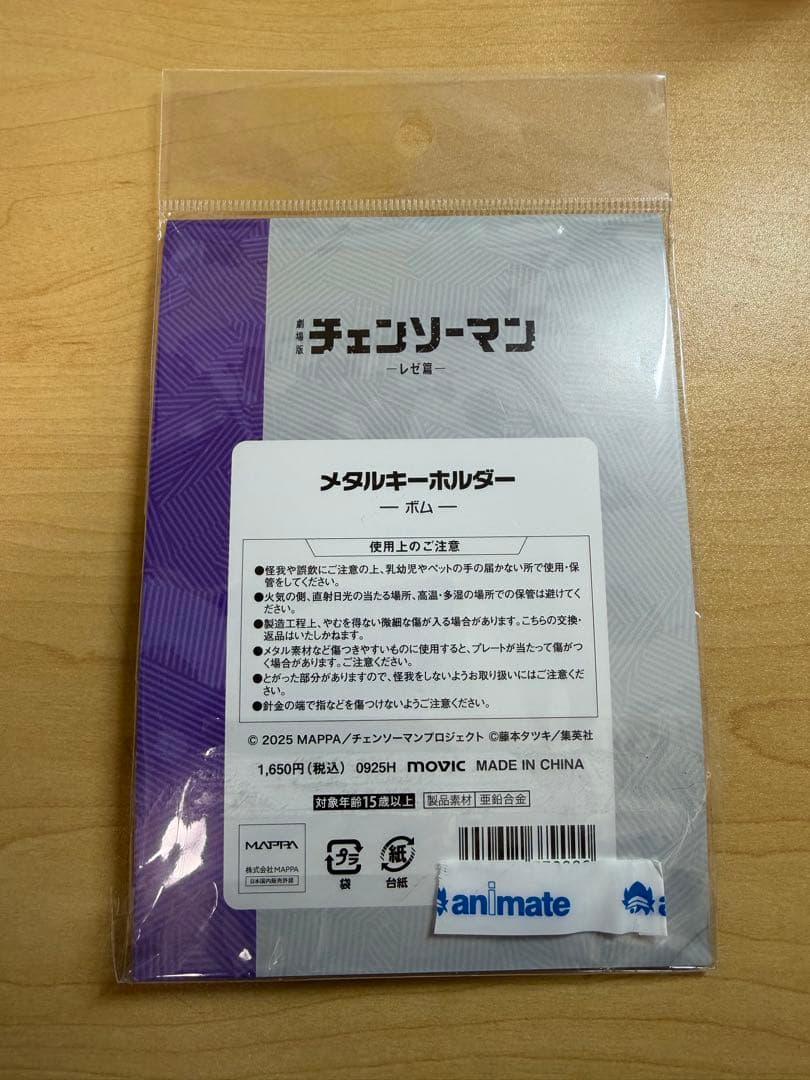 劇場版 チェンソーマン
―レゼ篇―
メタルキーホルダー
― ボム ―
使用上のご注意
●怪我や誤飲にご注意の上、乳幼児やペットの手の届かない所で使用・保
管をしてください。
●火気の側、直射日光の当たる場所、高温・多湿の場所での保管は避けてく
ださい。
●製造工程上、やむを得ない微細な傷が入る場合があります。こちらの交換・
返品はいたしかねます。
●メタル素材など傷つきやすいものに使用すると、プレートが当たって傷がつ
く場合があります。ご注意ください。
●とがった部分がありますので、怪我をしないようお取り扱いにはご注意くだ
さい。
●針金の端で指などを傷つけないようご注意ください。
© 2025 MAPPA/チェンソーマンプロジェクト ©藤本タツキ/集英社
1,650円(税込) 0925H movic MADE IN CHINA
対象年齢15歳以上 製品素材 亜鉛合金
MAPPA
株式会社MAPPA
日本国内販売許諾
プラ
袋
紙
台紙
animate